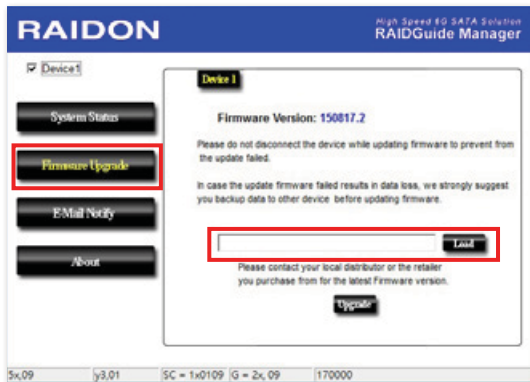 RAIDON
High Speed 6G SATA Solution
RAIDGuide Manager
Device1
System Status
Firmware Upgrade
E-Mail Notify
About
Device 1
Firmware Version: 150817.2
Please do not disconnect the device while updating firmware to prevent from
the update failed.
In case the update firmware failed results in data loss, we strongly suggest
you backup data to other device before updating firmware.
Load
Please contact your local distributor or the retailer
you purchase from for the latest Firmware version.
Upgrade
5x,09 y3,01 SC = 1x0109 G = 2x, 09 170000